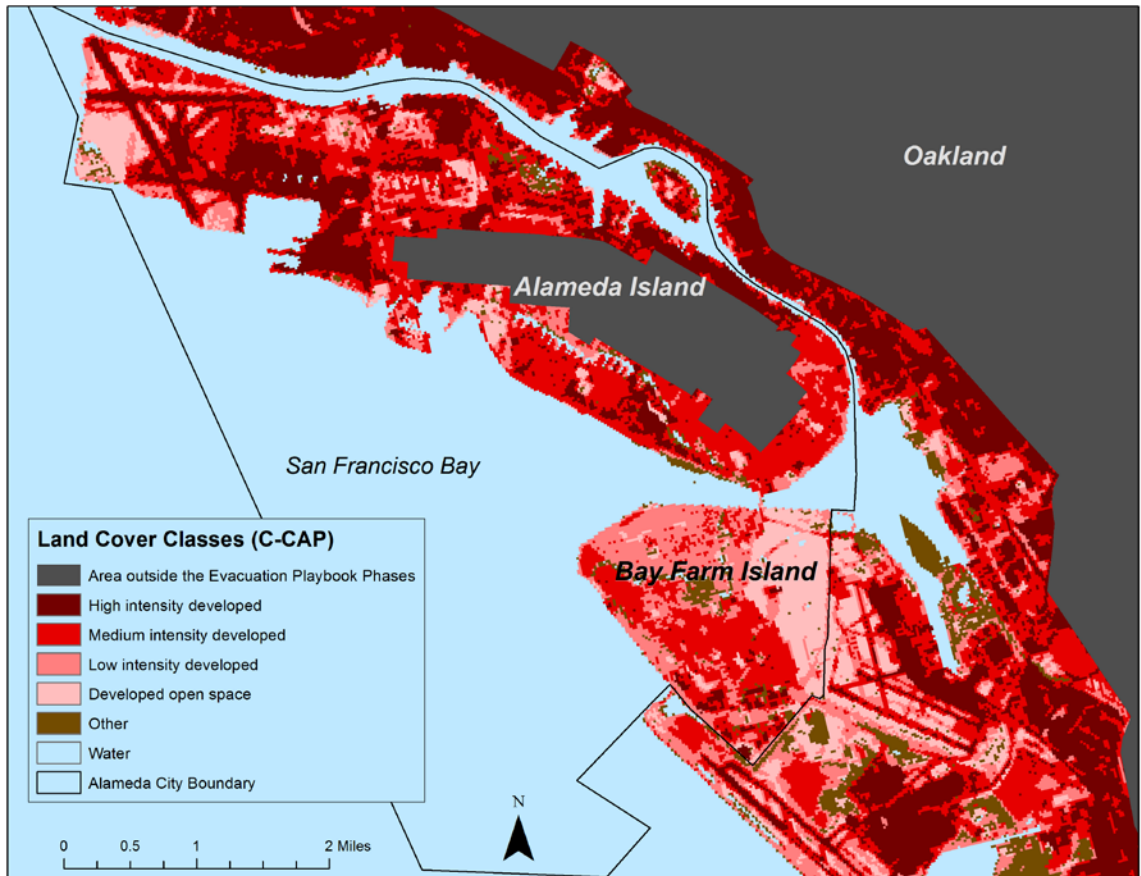 Oakland
Alameda Island
San Francisco Bay
Bay Farm Island
Land Cover Classes (C-CAP)
Area outside the Evacuation Playbook Phases
High intensity developed
Medium intensity developed
Low intensity developed
Developed open space
Other
Water
Alameda City Boundary
N
0 0.5 1 2 Miles